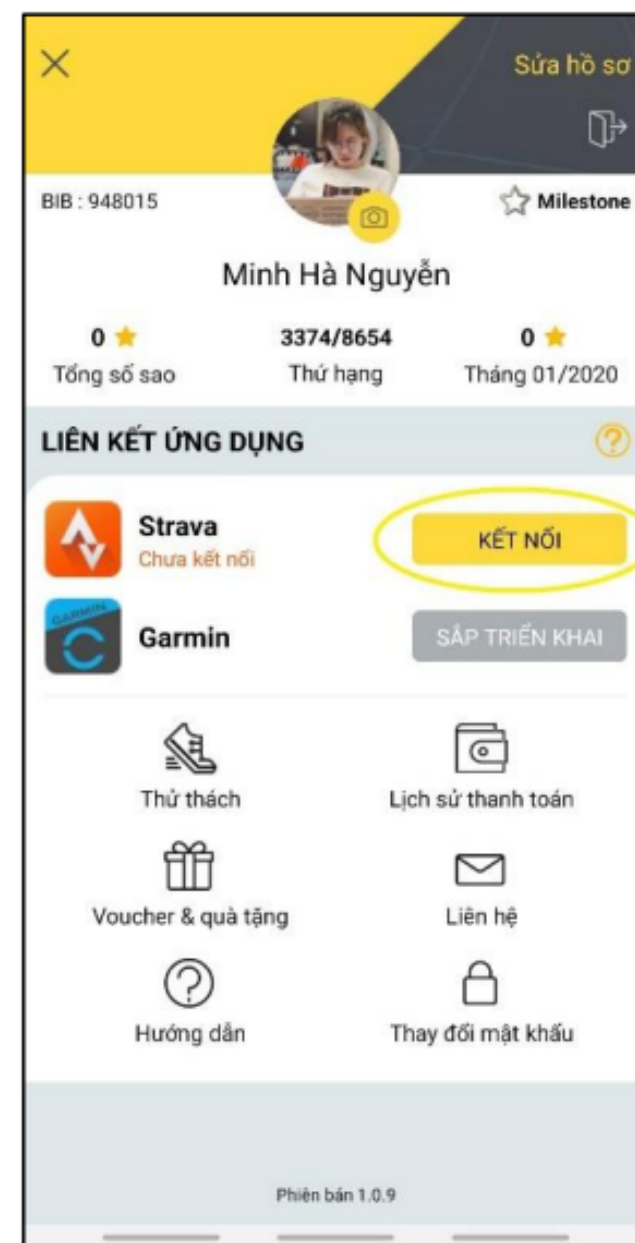 Sửa hồ sơ
BIB : 948015
Milestone
Minh Hà Nguyễn
0 3374/8654 0
Tổng số sao Thứ hạng Tháng 01/2020
LIÊN KẾT ỨNG DỤNG
Strava
Chưa kết nối
KẾT NỐI
GARMIN
Garmin
SẮP TRIỂN KHAI
Thử thách Lịch sử thanh toán
Voucher & quà tặng Liên hệ
Hướng dẫn Thay đổi mật khẩu
Phiên bản 1.0.9